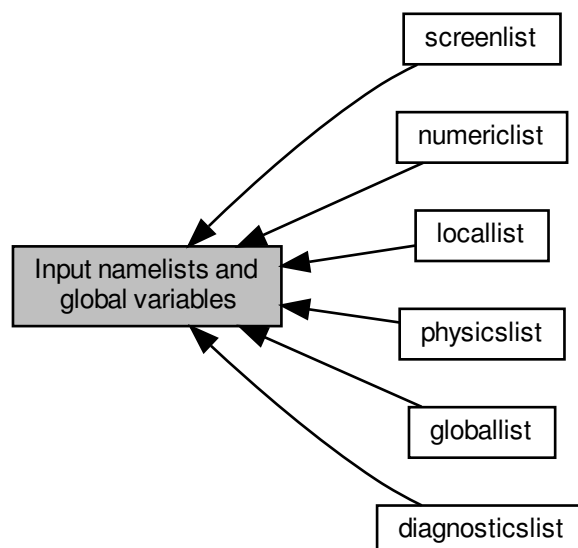 screenlist
numericlist
locallist
Input namelists and
global variables
physicslist
globallist
diagnosticslist